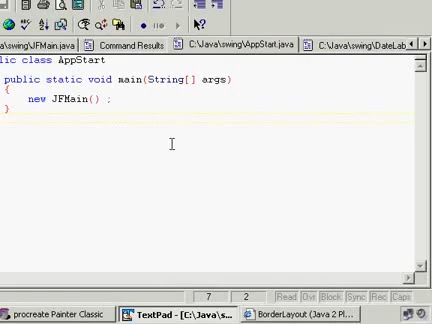 a\swing\JFMain.java Command Results C:\Java\swing\AppStart.java C:\Java\swing\DateLab
lic class AppStart
public static void main(String[] args)
{
new JFMain() ;
}
7 2 Read Ovr Block Sync Rec Caps
procreate Painter Classic TextPad - [C:\Java\s... BorderLayout (Java 2 Pl...